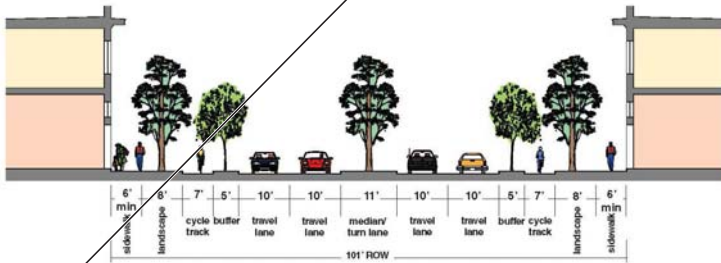 6' 7' 5' 10' 10' 11' 10' 10' 5' 7' 8' 6'
min min
sidewalk landscape cycle buffer travel travel median/ travel travel buffer cycle landscape sidewalk
track lane lane turn lane lane lane track
101' ROW